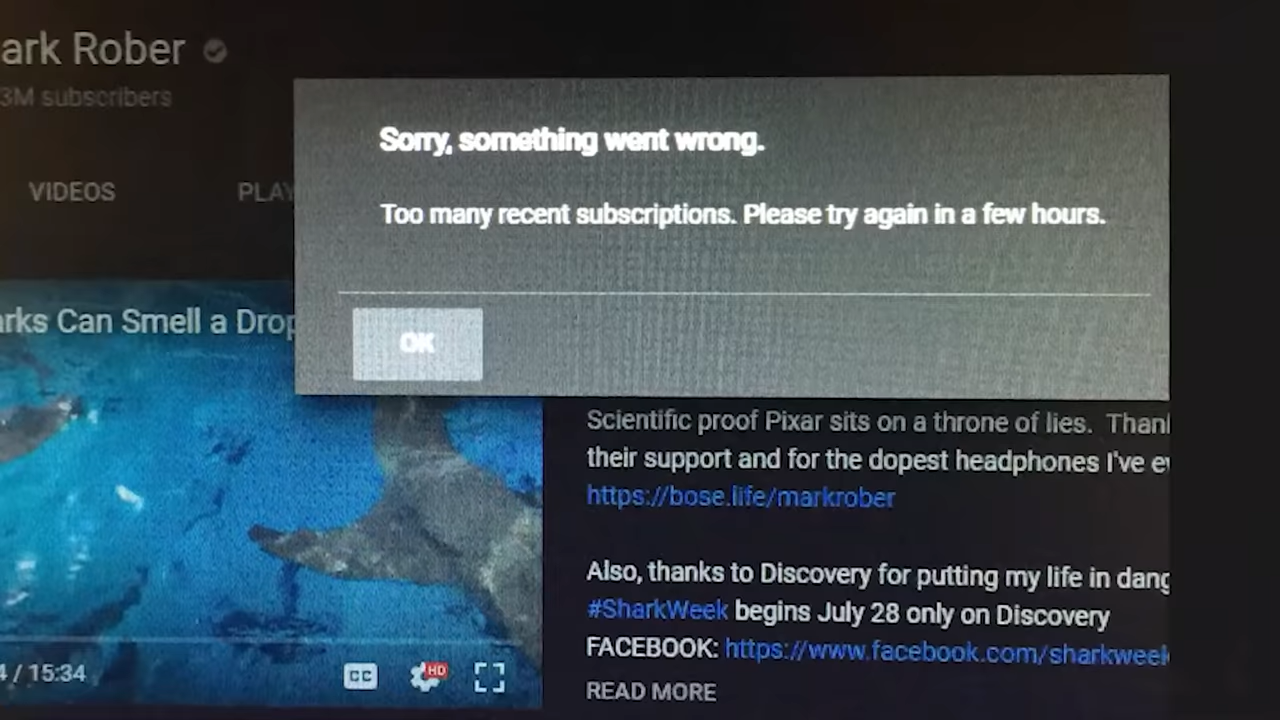 ark Rober
3M subscribers
VIDEOS
PLAY
Sorry, something went wrong.
Too many recent subscriptions. Please try again in a few hours.
OK
arks Can Smell a Drop
4 / 15:34
CC
HD
Scientific proof Pixar sits on a throne of lies. Thank
their support and for the dopest headphones I've ev
https://bose.life/markrober
Also, thanks to Discovery for putting my life in dang
#SharkWeek begins July 28 only on Discovery
FACEBOOK: https://www.facebook.com/sharkweek
READ MORE